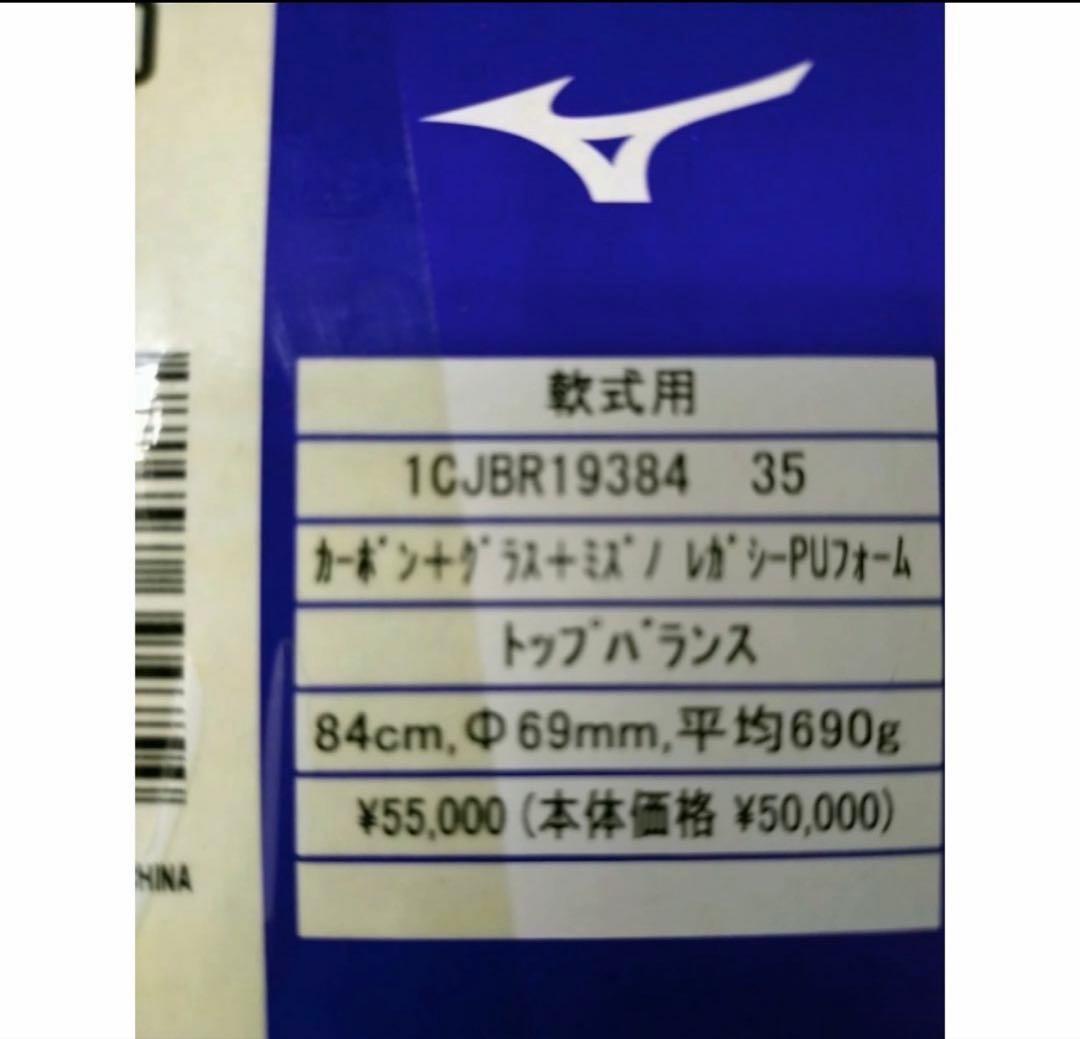 軟式用
1CJBR19384 35
カーボン+グラス+ミズノ レガシーPUフォーム
トップバランス
84cm,Φ69mm,平均690g
¥55,000(本体価格 ¥50,000)